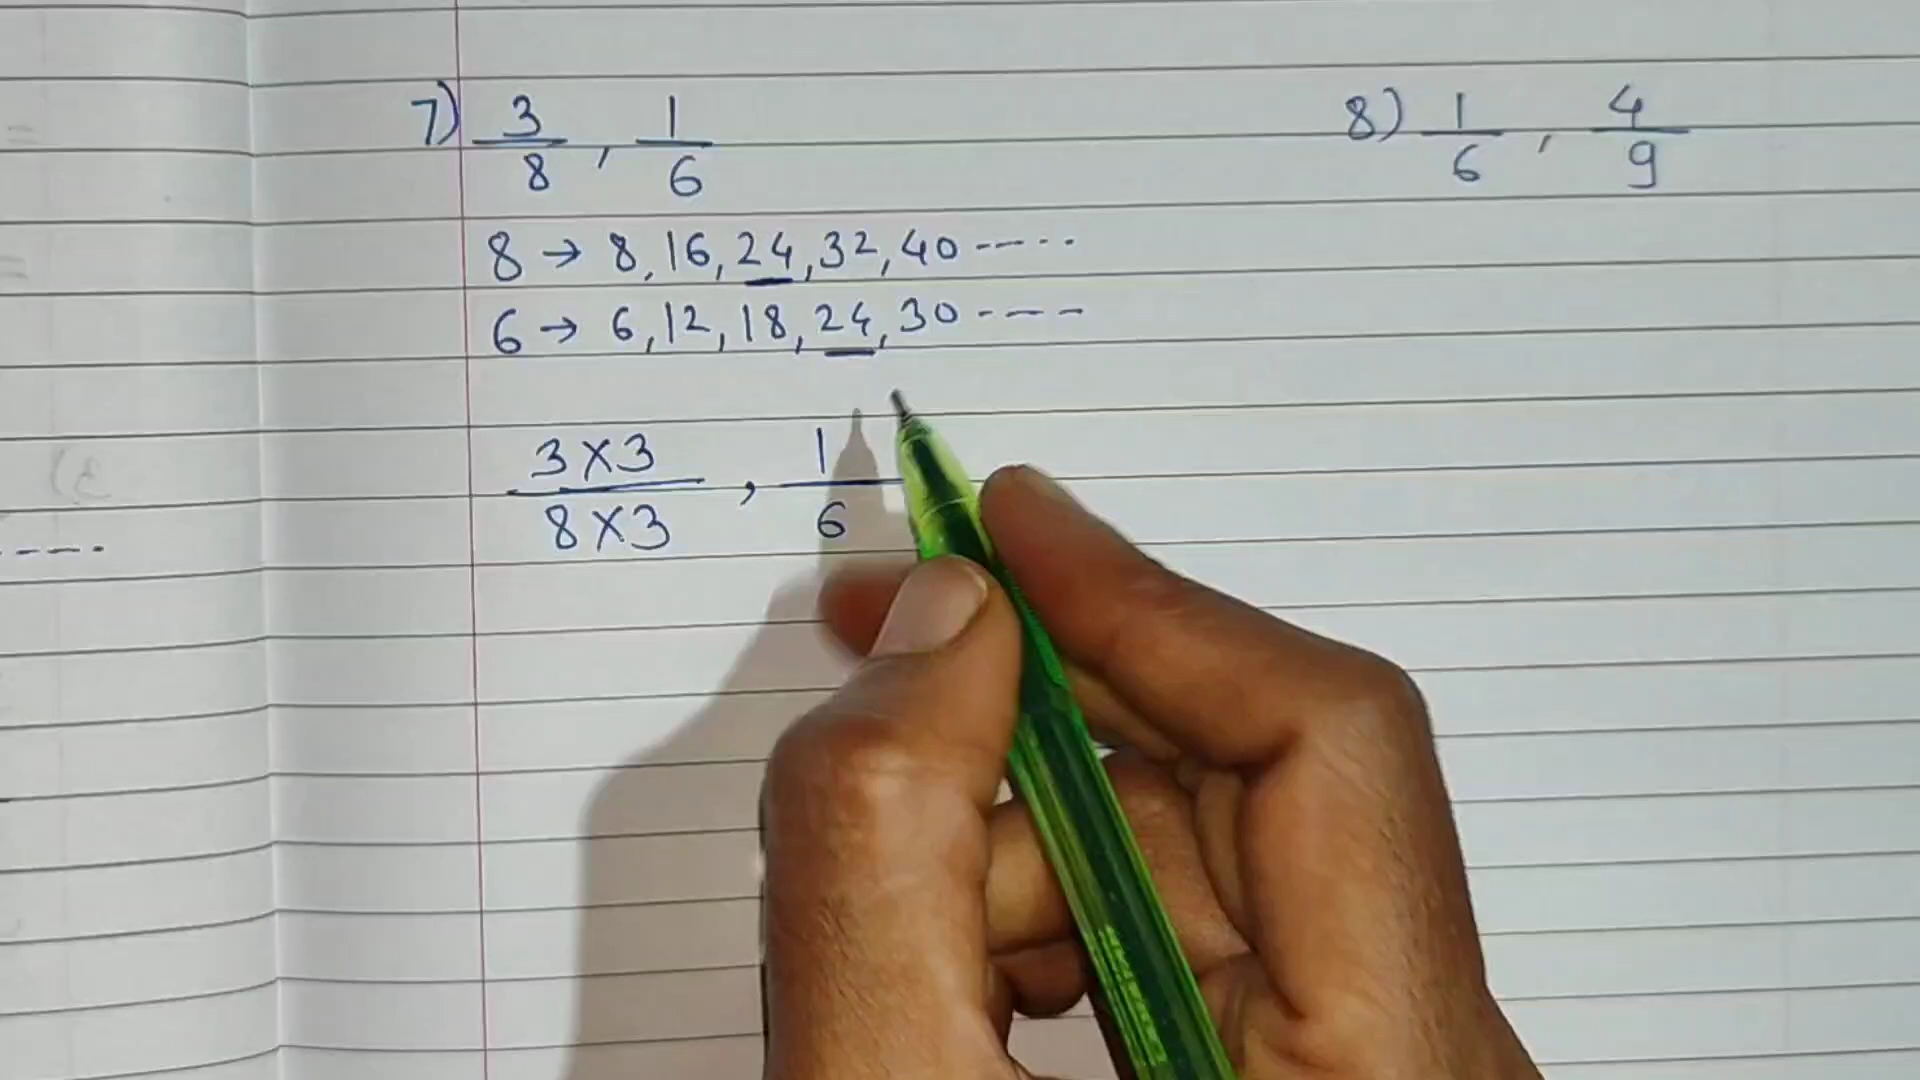 7) 3/8 , 1/6
8) 1/6 , 4/9
8 → 8, 16, 24, 32, 40 -----
6 → 6, 12, 18, 24, 30 ----
3×3/8×3 , 1/6